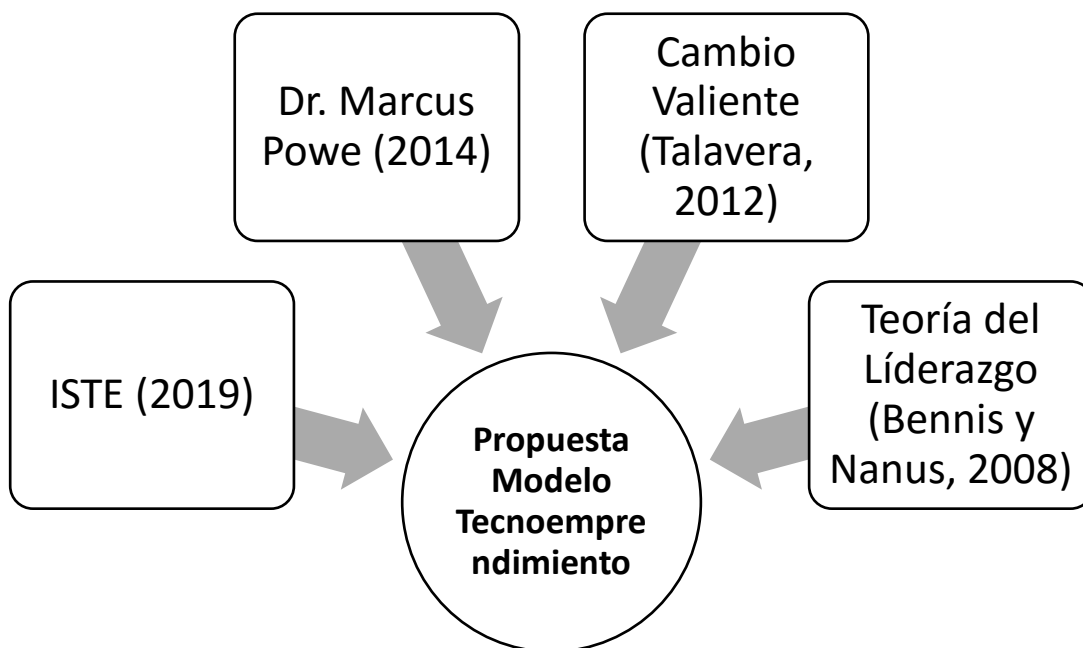 ISTE (2019)
Dr. Marcus
Powe (2014)
Cambio
Valiente
(Talavera,
2012)
Teoría del
Líderazgo
(Bennis y
Nanus, 2008)
Propuesta
Modelo
Tecnoempre
ndimiento